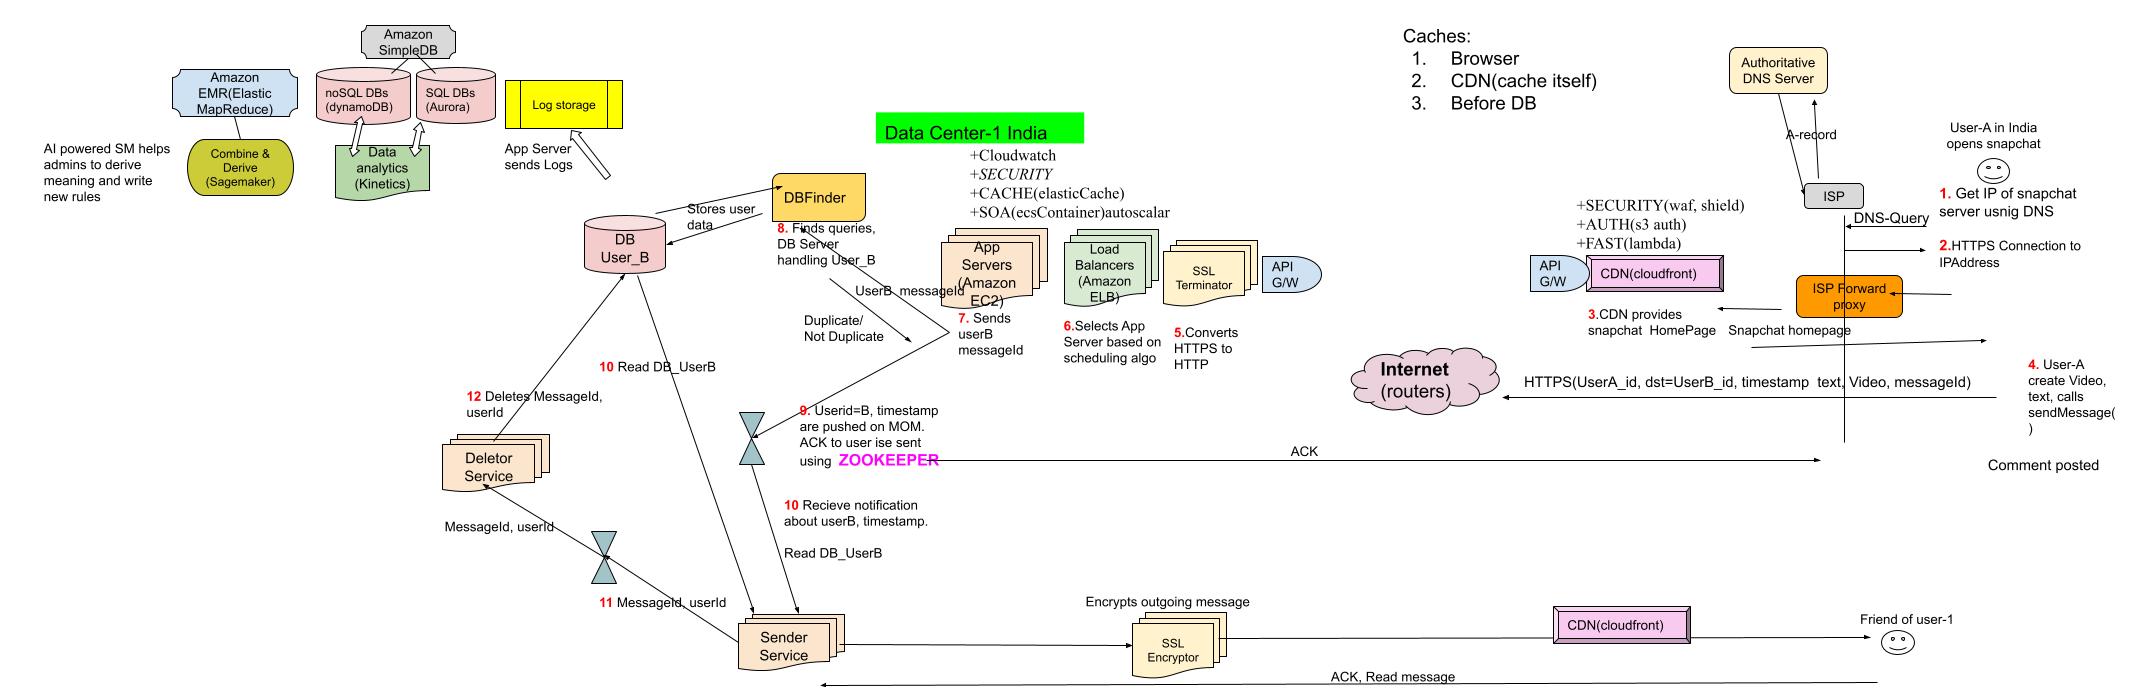 Amazon
SimpleDB
Amazon
EMR(Elastic
MapReduce)
noSQL DBs
(dynamoDB)
SQL DBs
(Aurora)
Log storage
AI powered SM helps
admins to derive
meaning and write
new rules
Combine &
Derive
(Sagemaker)
Data
analytics
(Kinetics)
App Server
sends Logs
Data Center-1 India
+Cloudwatch
+SECURITY
+CACHE(elasticCache)
+SOA(ecsContainer)autoscalar
Caches:
1. Browser
2. CDN(cache itself)
3. Before DB
Authoritative
DNS Server
A-record
User-A in India
opens snapchat
ISP
1. Get IP of snapchat
server usnig DNS
DNS-Query
2.HTTPS Connection to
IPAddress
+SECURITY(waf, shield)
+AUTH(s3 auth)
+FAST(lambda)
API
G/W
CDN(cloudfront)
ISP Forward
proxy
3.CDN provides
snapchat HomePage
Snapchat homepage
DBFinder
Stores user
data
DB
User_B
8. Finds queries,
DB Server
handling User_B
UserB messageId
App
Servers
(Amazon
EC2)
Load
Balancers
(Amazon
ELB)
SSL
Terminator
API
G/W
Duplicate/
Not Duplicate
7. Sends
userB
messageId
6.Selects App
Server based on
scheduling algo
5.Converts
HTTPS to
HTTP
Internet
(routers)
HTTPS(UserA_id, dst=UserB_id, timestamp text, Video, messageId)
4. User-A
create Video,
text, calls
sendMessage(
)
10 Read DB_UserB
12 Deletes MessageId,
userId
9. Userid=B, timestamp
are pushed on MOM.
ACK to user ise sent
using ZOOKEEPER
ACK
Comment posted
Deletor
Service
10 Recieve notification
about userB, timestamp.
Read DB_UserB
MessageId, userId
11 MessageId, userId
Sender
Service
Encrypts outgoing message
SSL
Encryptor
CDN(cloudfront)
Friend of user-1
ACK, Read message